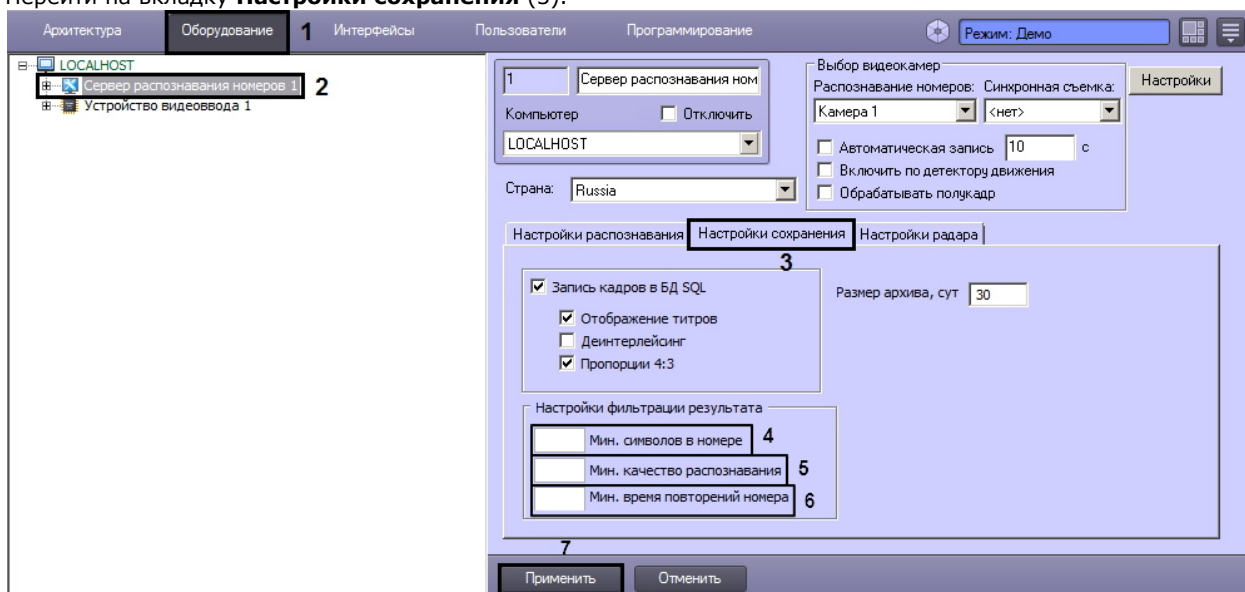 Перейти на вкладку Настройки сохранения (3).
Архитектура Оборудование 1 Интерфейсы Пользователи Программирование Режим: Демо
LOCALHOST
Сервер распознавания номеров 1 2
Устройство видеоввода 1
1 Сервер распознавания ном
Компьютер Отключить
LOCALHOST
Страна: Russia
Выбор видеокамер
Распознавание номеров: Синхронная съемка:
Камера 1 <нет>
Автоматическая запись 10 с
Включить по детектору движения
Обрабатывать полукадр
Настройки
Настройки распознавания Настройки сохранения Настройки радара
3
Запись кадров в БД SQL
Отображение титров
Деинтерлейсинг
Пропорции 4:3
Размер архива, сут 30
Настройки фильтрации результата
Мин. символов в номере 4
Мин. качество распознавания 5
Мин. время повторений номера 6
7
Применить Отменить